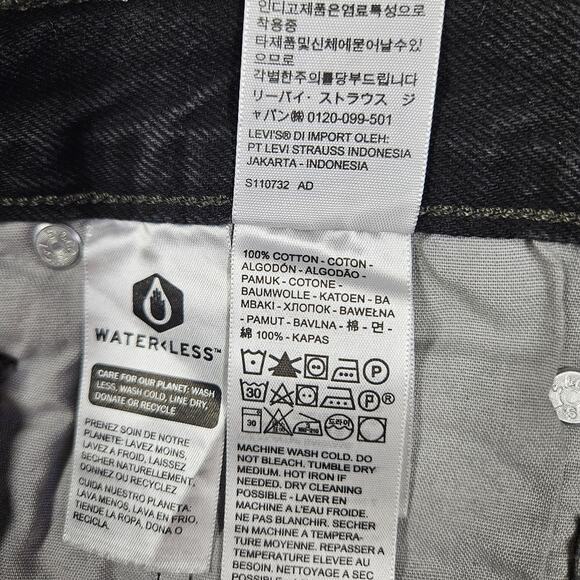 인디고제품은염료특성으로
착용중
타제품및신체에묻어날수있
으므로
각별한주의를당부드립니다
リーバイ・ストラウス ジ
ャパン㈱ 0120-099-501
LEVI'S® DI IMPORT OLEH:
PT LEVI STRAUSS INDONESIA
JAKARTA - INDONESIA
S110732 AD
WATER<LESS™
CARE FOR OUR PLANET: WASH
LESS, WASH COLD, LINE DRY,
DONATE OR RECYCLE
PRENEZ SOIN DE NOTRE
PLANÈTE: LAVEZ MOINS,
LAVEZ A FROID, LAISSEZ
SECHER NATURELLEMENT,
DONNEZ OU RECYCLEZ
CUIDA NUESTRO PLANETA:
LAVA MENOS, LAVA EN FRIO,
TIENDE LA ROPA, DONA O
RECICLA.
100% COTTON - COTON -
ALGODÓN - ALGODÃO -
PAMUK - COTONE -
BAUMWOLLE - KATOEN - BA
MBAKI - ХЛОПОК - BAWEŁNA
- PAMUT - BAVLNA - 棉 - 면 -
綿 100% - KAPAS
P
30 P ®
30 드라이
MACHINE WASH COLD. DO
NOT BLEACH. TUMBLE DRY
MEDIUM. HOT IRON IF
NEEDED. DRY CLEANING
POSSIBLE - LAVER EN
MACHINE A L'EAU FROIDE.
NE PAS BLANCHIR. SECHER
EN MACHINE A TEMPERA-
TURE MOYENNE. REPASSER A
TEMPERATURE ELEVEE AU
BESOIN. NETTOYAGE A SEC